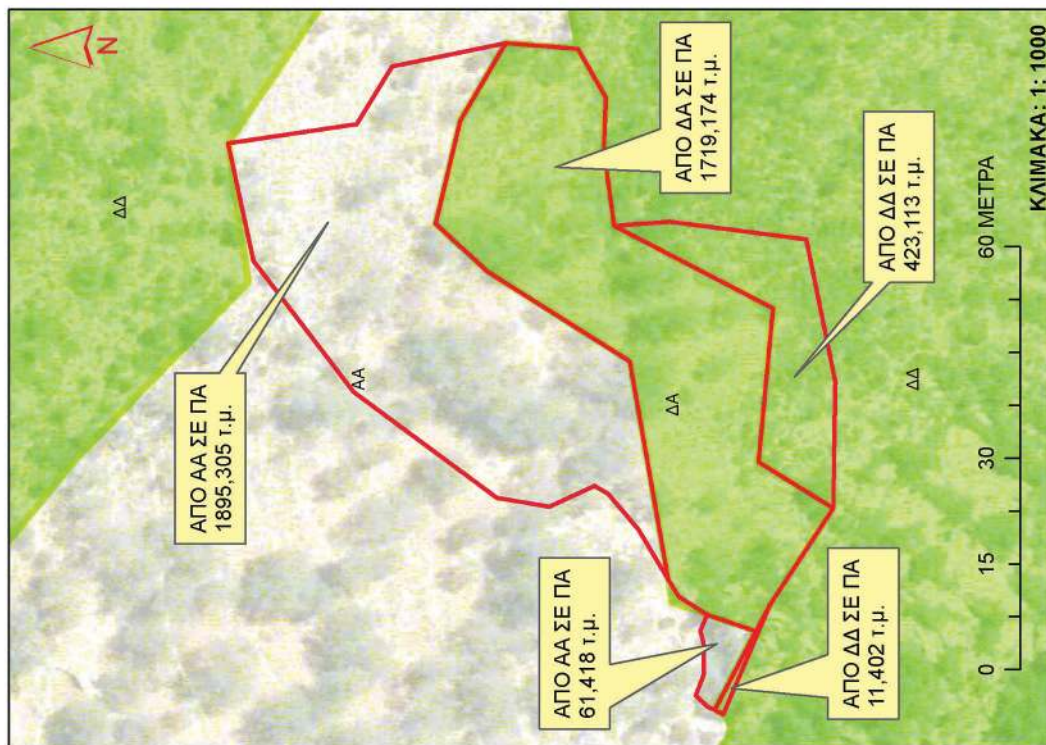 N
ΔΔ
ΑΠΟ ΔΑ ΣΕ ΠΑ
1719,174 τ.μ.
ΑΠΟ ΑΑ ΣΕ ΠΑ
1895,305 τ.μ.
ΑΑ
ΔΑ
ΑΠΟ ΔΔ ΣΕ ΠΑ
423,113 τ.μ.
ΔΔ
ΑΠΟ ΑΑ ΣΕ ΠΑ
61,418 τ.μ.
ΑΠΟ ΔΔ ΣΕ ΠΑ
11,402 τ.μ.
0 15 30 60 ΜΕΤΡΑ
ΚΛΙΜΑΚΑ: 1: 1000